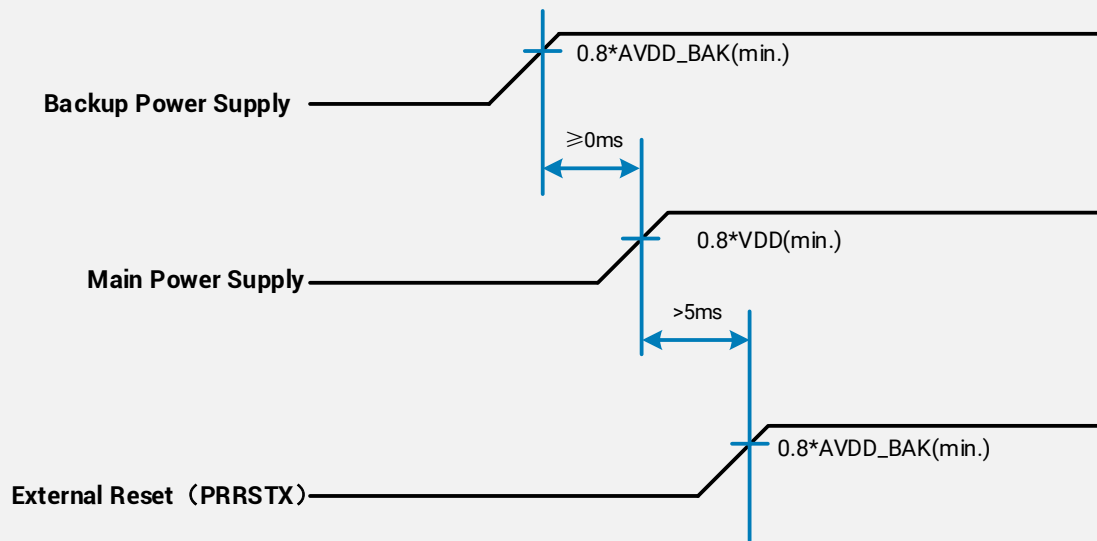 0.8*AVDD_BAK(min.)
Backup Power Supply
≥0ms
0.8*VDD(min.)
Main Power Supply
>5ms
0.8*AVDD_BAK(min.)
External Reset（PRRSTX）